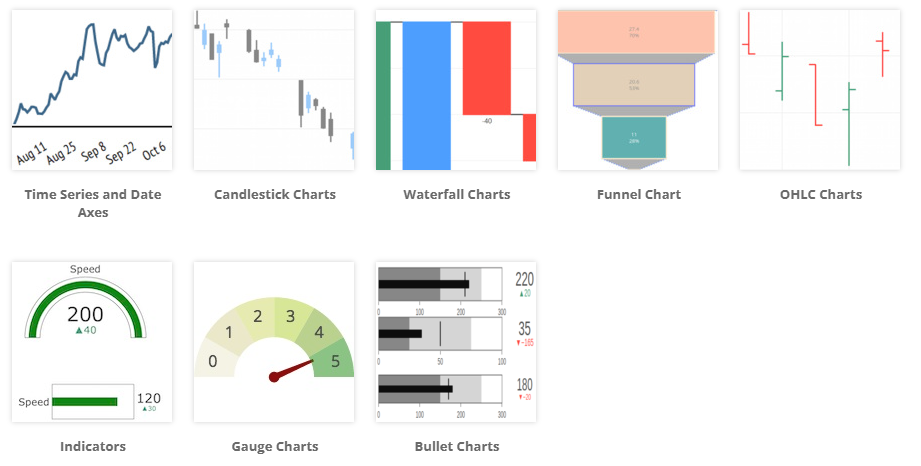 Aug 11
Aug 25
Sep 8
Sep 22
Oct 6
Time Series and Date
Axes
Candlestick Charts
-40
Waterfall Charts
27.4
70%
20.6
53%
11
28%
Funnel Chart
OHLC Charts
Speed
200
▲40
Speed
120
▲30
Indicators
0
1
2
3
4
5
Gauge Charts
220
▲20
0 100 200 300
35
▼-165
0 50 100
180
▼-20
0 100 200 300
Bullet Charts